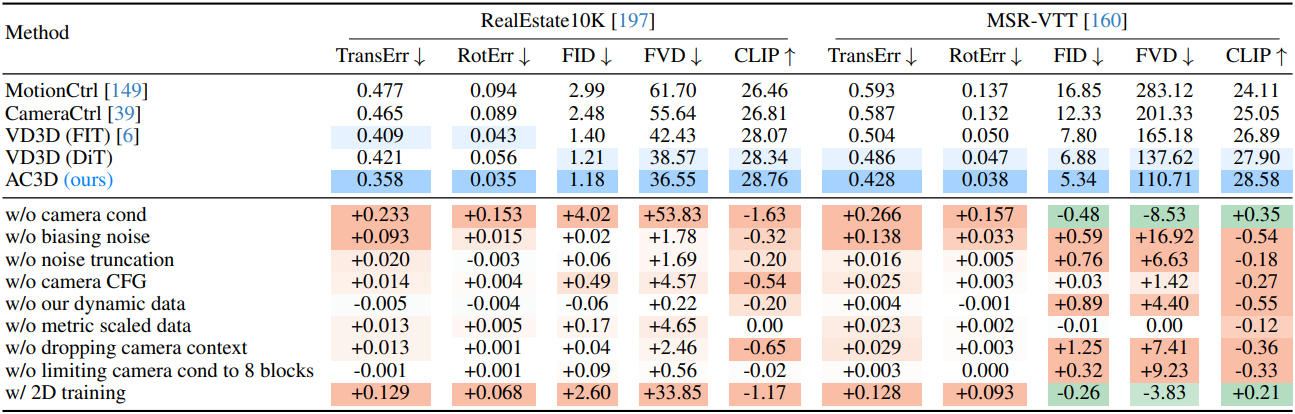 Method RealEstate10K [197] MSR-VTT [160]
TransErr ↓ RotErr ↓ FID ↓ FVD ↓ CLIP ↑ TransErr ↓ RotErr ↓ FID ↓ FVD ↓ CLIP ↑
MotionCtrl [149] 0.477 0.094 2.99 61.70 26.46 0.593 0.137 16.85 283.12 24.11
CameraCtrl [39] 0.465 0.089 2.48 55.64 26.81 0.587 0.132 12.33 201.33 25.05
VD3D (FIT) [6] 0.409 0.043 1.40 42.43 28.07 0.504 0.050 7.80 165.18 26.89
VD3D (DiT) 0.421 0.056 1.21 38.57 28.34 0.486 0.047 6.88 137.62 27.90
AC3D (ours) 0.358 0.035 1.18 36.55 28.76 0.428 0.038 5.34 110.71 28.58
w/o camera cond +0.233 +0.153 +4.02 +53.83 -1.63 +0.266 +0.157 -0.48 -8.53 +0.35
w/o biasing noise +0.093 +0.015 +0.02 +1.78 -0.32 +0.138 +0.033 +0.59 +16.92 -0.54
w/o noise truncation +0.020 -0.003 +0.06 +1.69 -0.20 +0.016 +0.005 +0.76 +6.63 -0.18
w/o camera CFG +0.014 +0.004 +0.49 +4.57 -0.54 +0.025 +0.003 +0.03 +1.42 -0.27
w/o our dynamic data -0.005 -0.004 -0.06 +0.22 -0.20 +0.004 -0.001 +0.89 +4.40 -0.55
w/o metric scaled data +0.013 +0.005 +0.17 +4.65 0.00 +0.023 +0.002 -0.01 0.00 -0.12
w/o dropping camera context +0.013 +0.001 +0.04 +2.46 -0.65 +0.029 +0.003 +1.25 +7.41 -0.36
w/o limiting camera cond to 8 blocks -0.001 +0.001 +0.09 +0.56 -0.02 +0.003 0.000 +0.32 +9.23 -0.33
w/ 2D training +0.129 +0.068 +2.60 +33.85 -1.17 +0.128 +0.093 -0.26 -3.83 +0.21